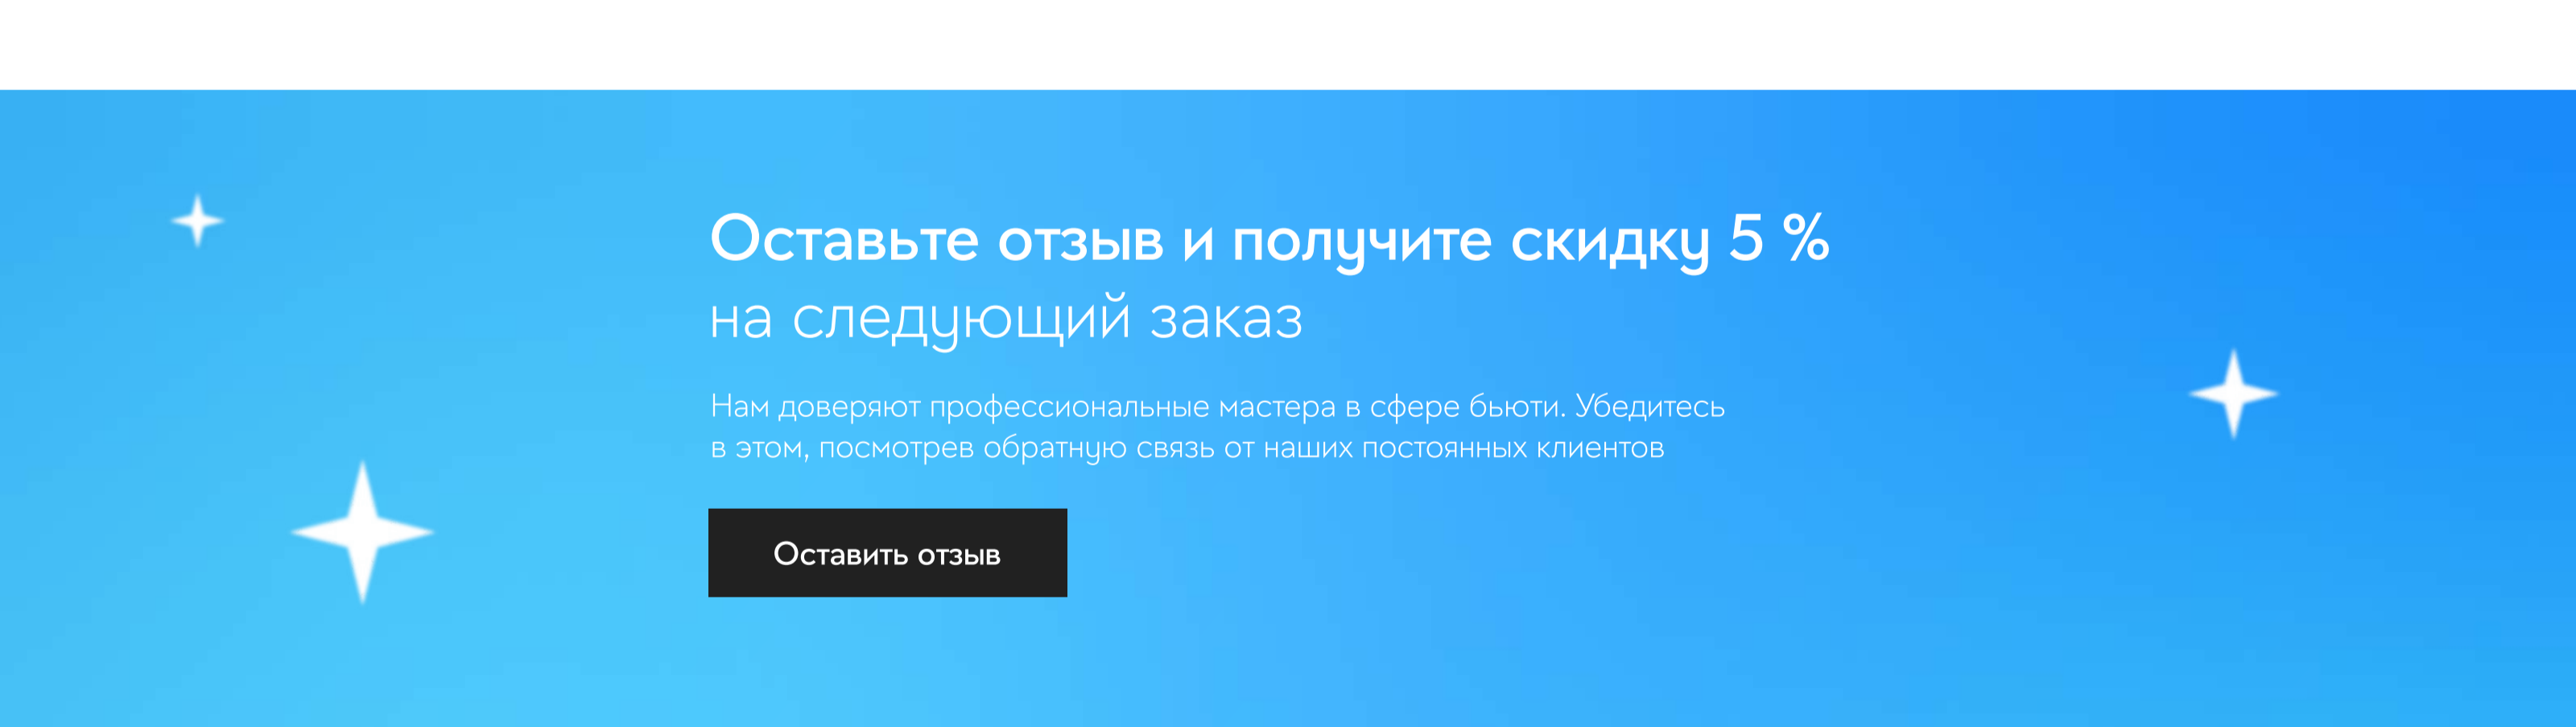 Оставьте отзыв и получите скидку 5 %
на следующий заказ
Нам доверяют профессиональные мастера в сфере бьюти. Убедитесь
в этом, посмотрев обратную связь от наших постоянных клиентов
Оставить отзыв